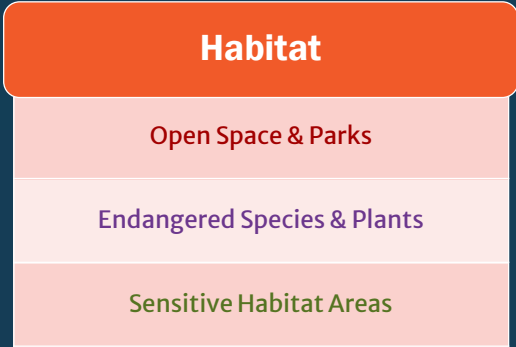 Habitat
Open Space & Parks
Endangered Species & Plants
Sensitive Habitat Areas